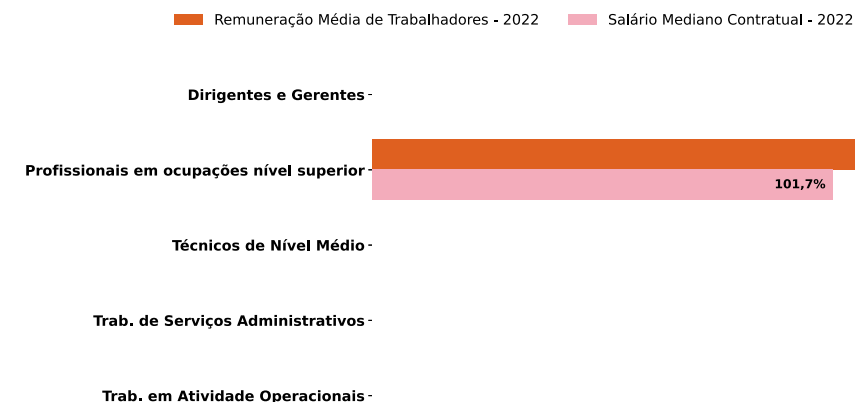 Remuneração Média de Trabalhadores - 2022 Salário Mediano Contratual - 2022
Dirigentes e Gerentes
Profissionais em ocupações nível superior
101,7%
Técnicos de Nível Médio
Trab. de Serviços Administrativos
Trab. em Atividade Operacionais